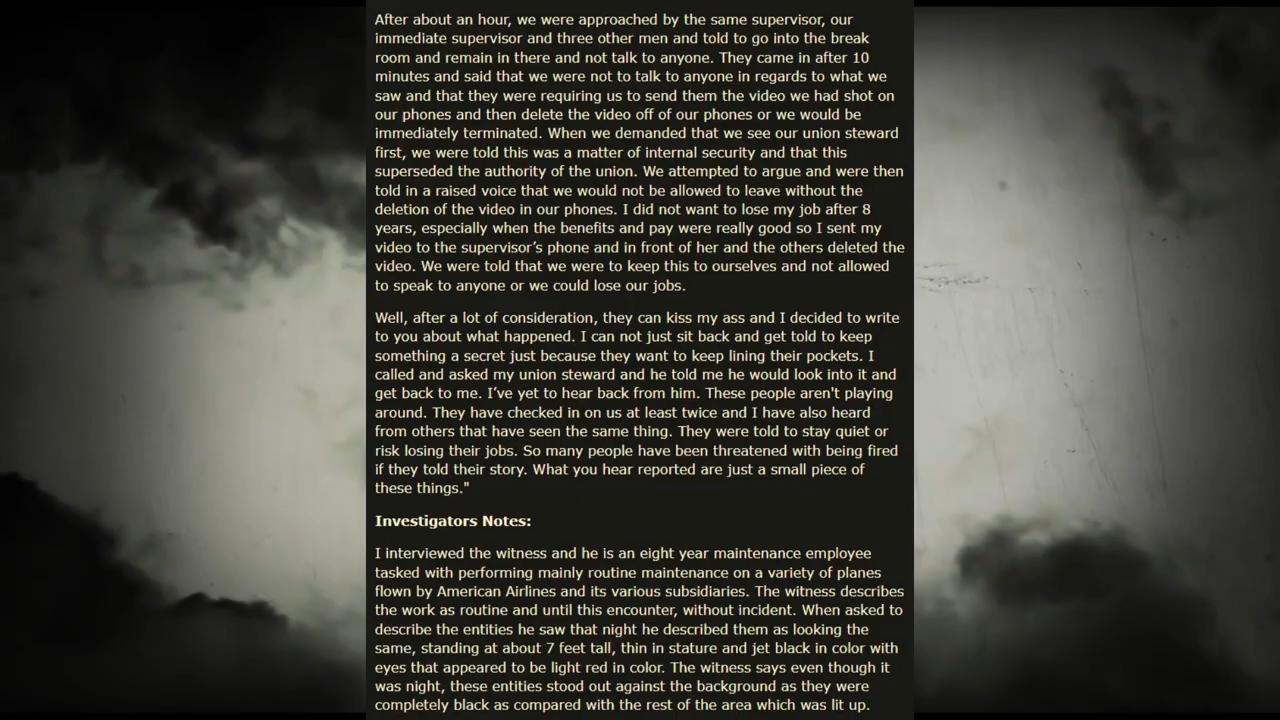 After about an hour, we were approached by the same supervisor, our
immediate supervisor and three other men and told to go into the break
room and remain in there and not talk to anyone. They came in after 10
minutes and said that we were not to talk to anyone in regards to what we
saw and that they were requiring us to send them the video we had shot on
our phones and then delete the video off of our phones or we would be
immediately terminated. When we demanded that we see our union steward
first, we were told this was a matter of internal security and that this
superseded the authority of the union. We attempted to argue and were then
told in a raised voice that we would not be allowed to leave without the
deletion of the video in our phones. I did not want to lose my job after 8
years, especially when the benefits and pay were really good so I sent my
video to the supervisor’s phone and in front of her and the others deleted the
video. We were told that we were to keep this to ourselves and not allowed
to speak to anyone or we could lose our jobs.
Well, after a lot of consideration, they can kiss my ass and I decided to write
to you about what happened. I can not just sit back and get told to keep
something a secret just because they want to keep lining their pockets. I
called and asked my union steward and he told me he would look into it and
get back to me. I’ve yet to hear back from him. These people aren't playing
around. They have checked in on us at least twice and I have also heard
from others that have seen the same thing. They were told to stay quiet or
risk losing their jobs. So many people have been threatened with being fired
if they told their story. What you hear reported are just a small piece of
these things."
Investigators Notes:
I interviewed the witness and he is an eight year maintenance employee
tasked with performing mainly routine maintenance on a variety of planes
flown by American Airlines and its various subsidiaries. The witness describes
the work as routine and until this encounter, without incident. When asked to
describe the entities he saw that night he described them as looking the
same, standing at about 7 feet tall, thin in stature and jet black in color with
eyes that appeared to be light red in color. The witness says even though it
was night, these entities stood out against the background as they were
completely black as compared with the rest of the area which was lit up.